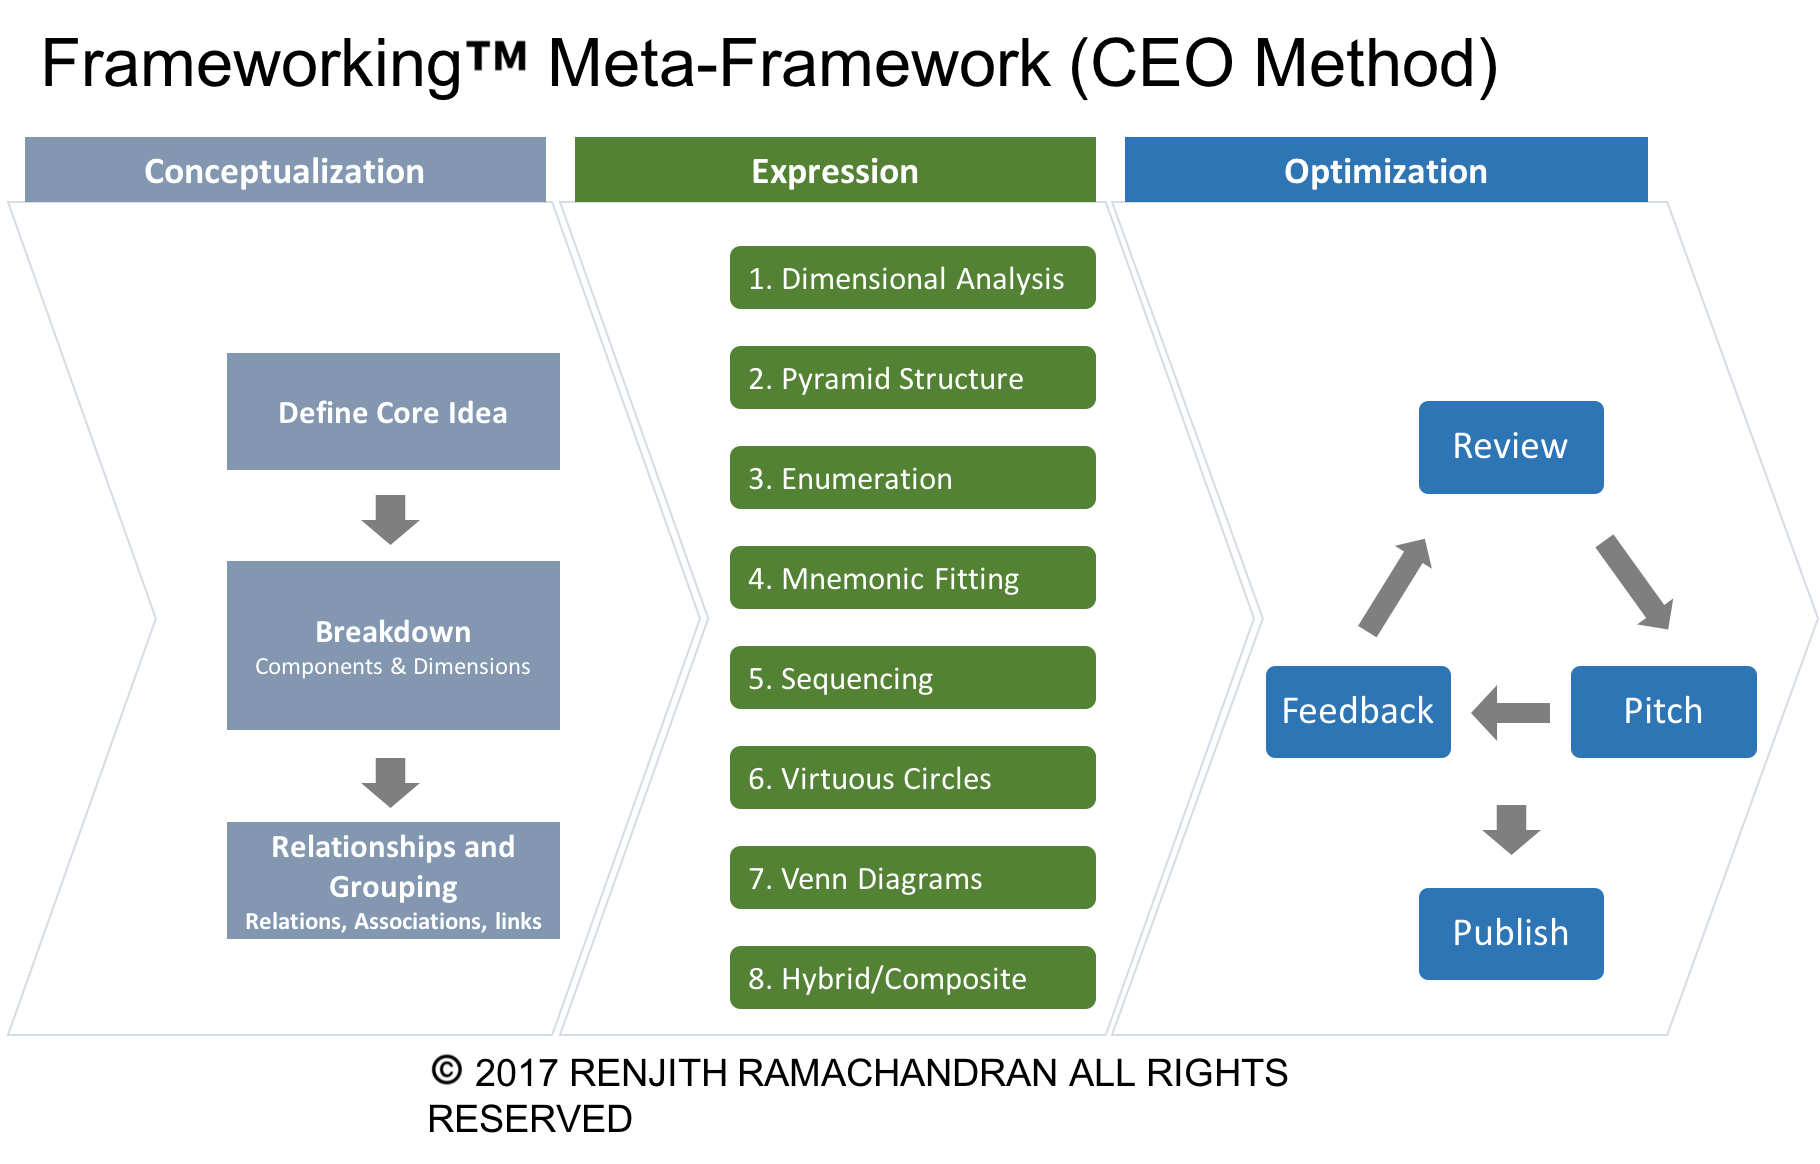 Frameworking™ Meta-Framework (CEO Method)
Conceptualization
Define Core Idea
Breakdown
Components & Dimensions
Relationships and
Grouping
Relations, Associations, links
Expression
1. Dimensional Analysis
2. Pyramid Structure
3. Enumeration
4. Mnemonic Fitting
5. Sequencing
6. Virtuous Circles
7. Venn Diagrams
8. Hybrid/Composite
Optimization
Review
Feedback
Pitch
Publish
© 2017 RENJITH RAMACHANDRAN ALL RIGHTS
RESERVED